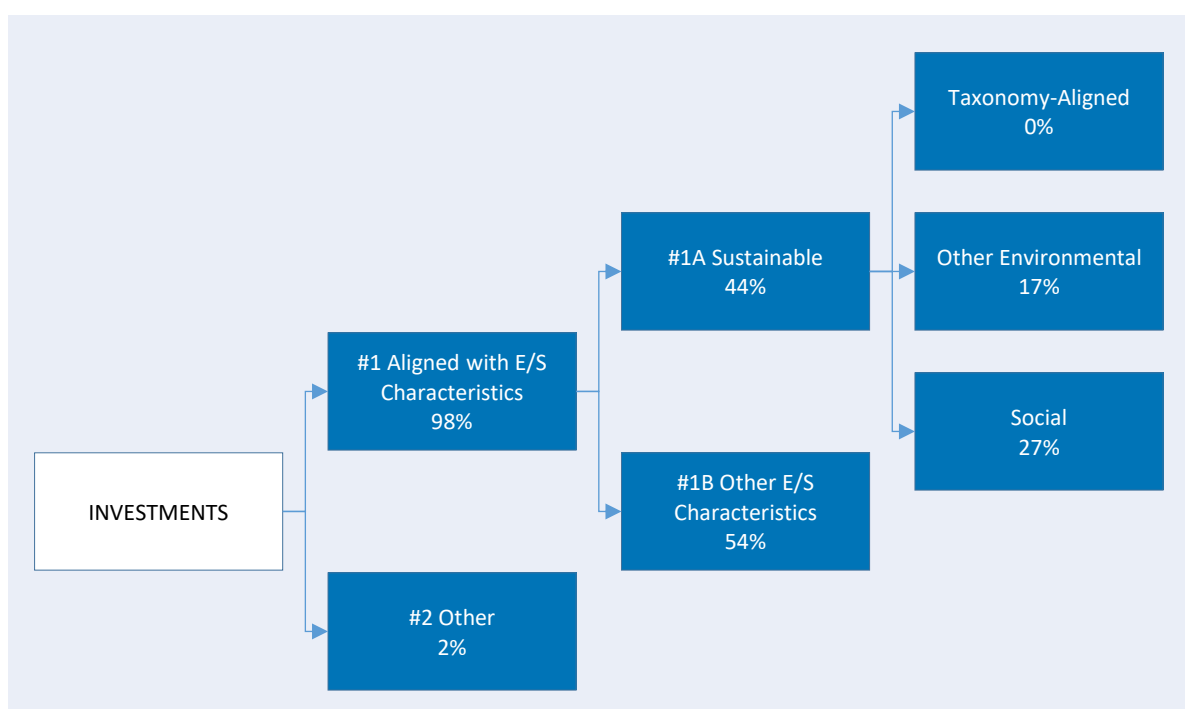 INVESTMENTS
#1 Aligned with E/S
Characteristics
98%
#2 Other
2%
#1A Sustainable
44%
#1B Other E/S
Characteristics
54%
Taxonomy-Aligned
0%
Other Environmental
17%
Social
27%